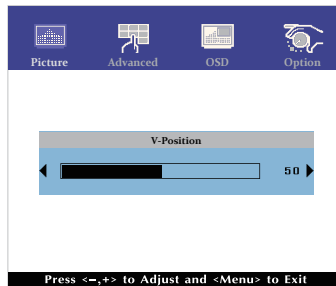 Picture Advanced OSD Option
V-Position
50
Press <–,+> to Adjust and <Menu> to Exit